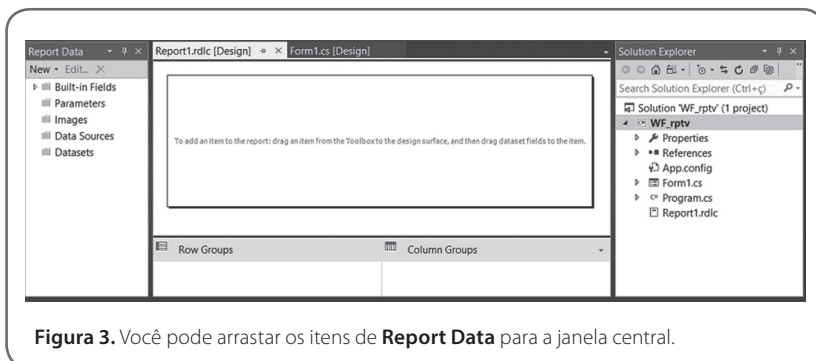 Report Data
New Edit...
Built-in Fields
Parameters
Images
Data Sources
Datasets
Report1.rdlc [Design]
Form1.cs [Design]
To add an item to the report: drag an item from the Toolbox to the design surface, and then drag dataset fields to the item.
Row Groups
Column Groups
Solution Explorer
Search Solution Explorer (Ctrl+ç)
Solution 'WF_rptv' (1 project)
C# WF_rptv
Properties
References
App.config
Form1.cs
C# Program.cs
Report1.rdlc
Figura 3. Você pode arrastar os itens de Report Data para a janela central.